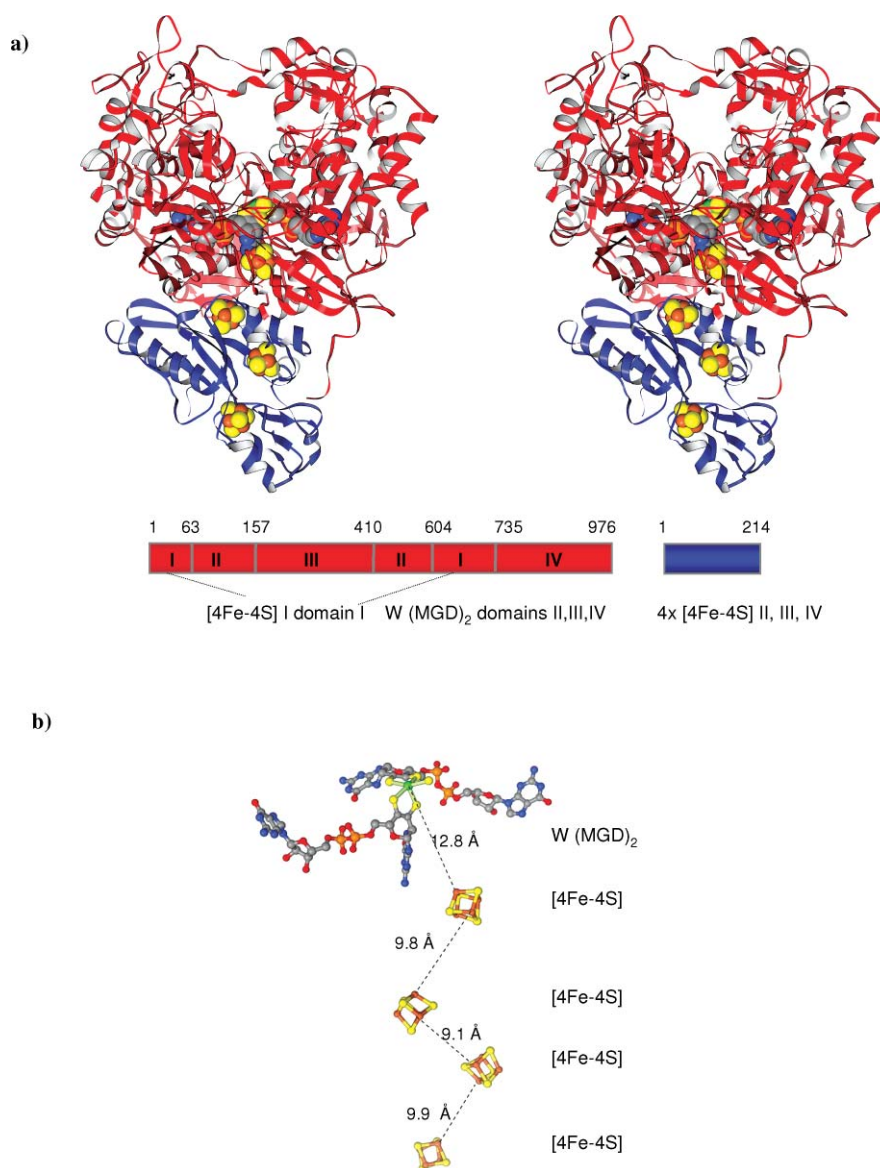 a)
1 63 157 410 604 735 976 1 214
I II III II I IV
[4Fe-4S] I domain I W (MGD)2 domains II,III,IV 4x [4Fe-4S] II, III, IV
b)
12.8 Å W (MGD)2
[4Fe-4S]
9.8 Å
[4Fe-4S]
9.1 Å
[4Fe-4S]
9.9 Å
[4Fe-4S]